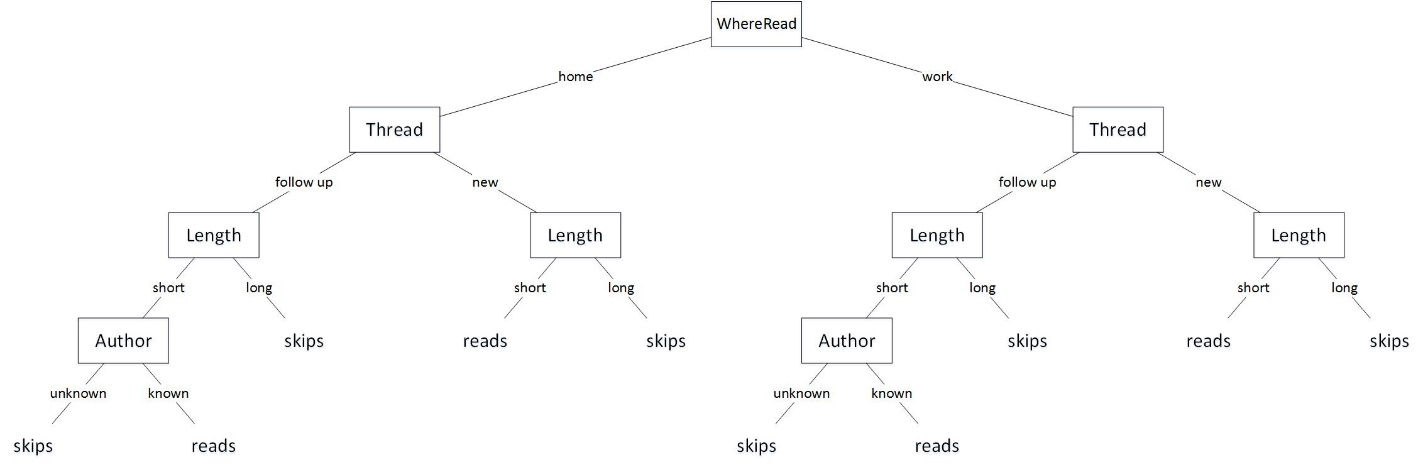 WhereRead
home work
Thread Thread
follow up new follow up new
Length Length Length Length
short long short long short long short long
Author skips reads skips Author skips reads skips
unknown known unknown known
skips reads skips reads